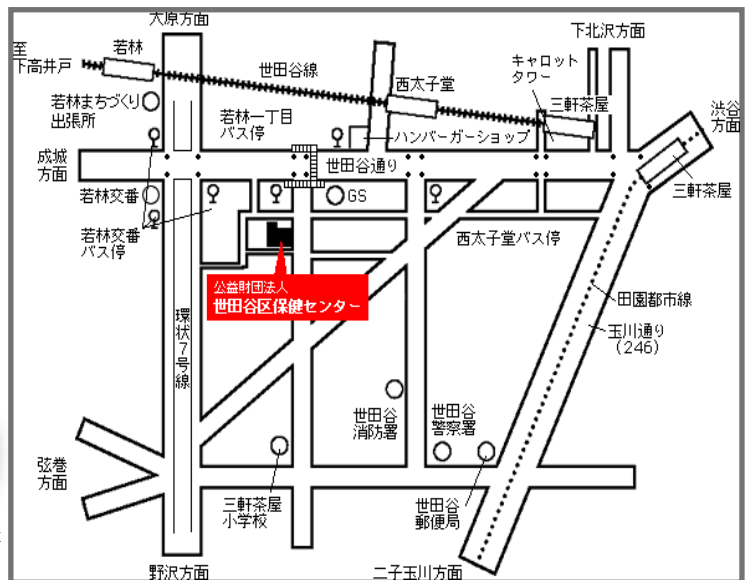 大原方面
下北沢方面
至
下高井戸
若林
世田谷線
西太子堂
キャロット
タワー
三軒茶屋
渋谷
方面
若林まちづくり
出張所
若林一丁目
バス停
ハンバーガーショップ
成城
方面
世田谷通り
三軒茶屋
若林交番
GS
若林交番
バス停
西太子堂バス停
公益財団法人
世田谷区保健センター
田園都市線
環状7号線
玉川通り
(246)
世田谷
消防署
世田谷
警察署
弦巻
方面
三軒茶屋
小学校
世田谷
郵便局
野沢方面
二子玉川方面